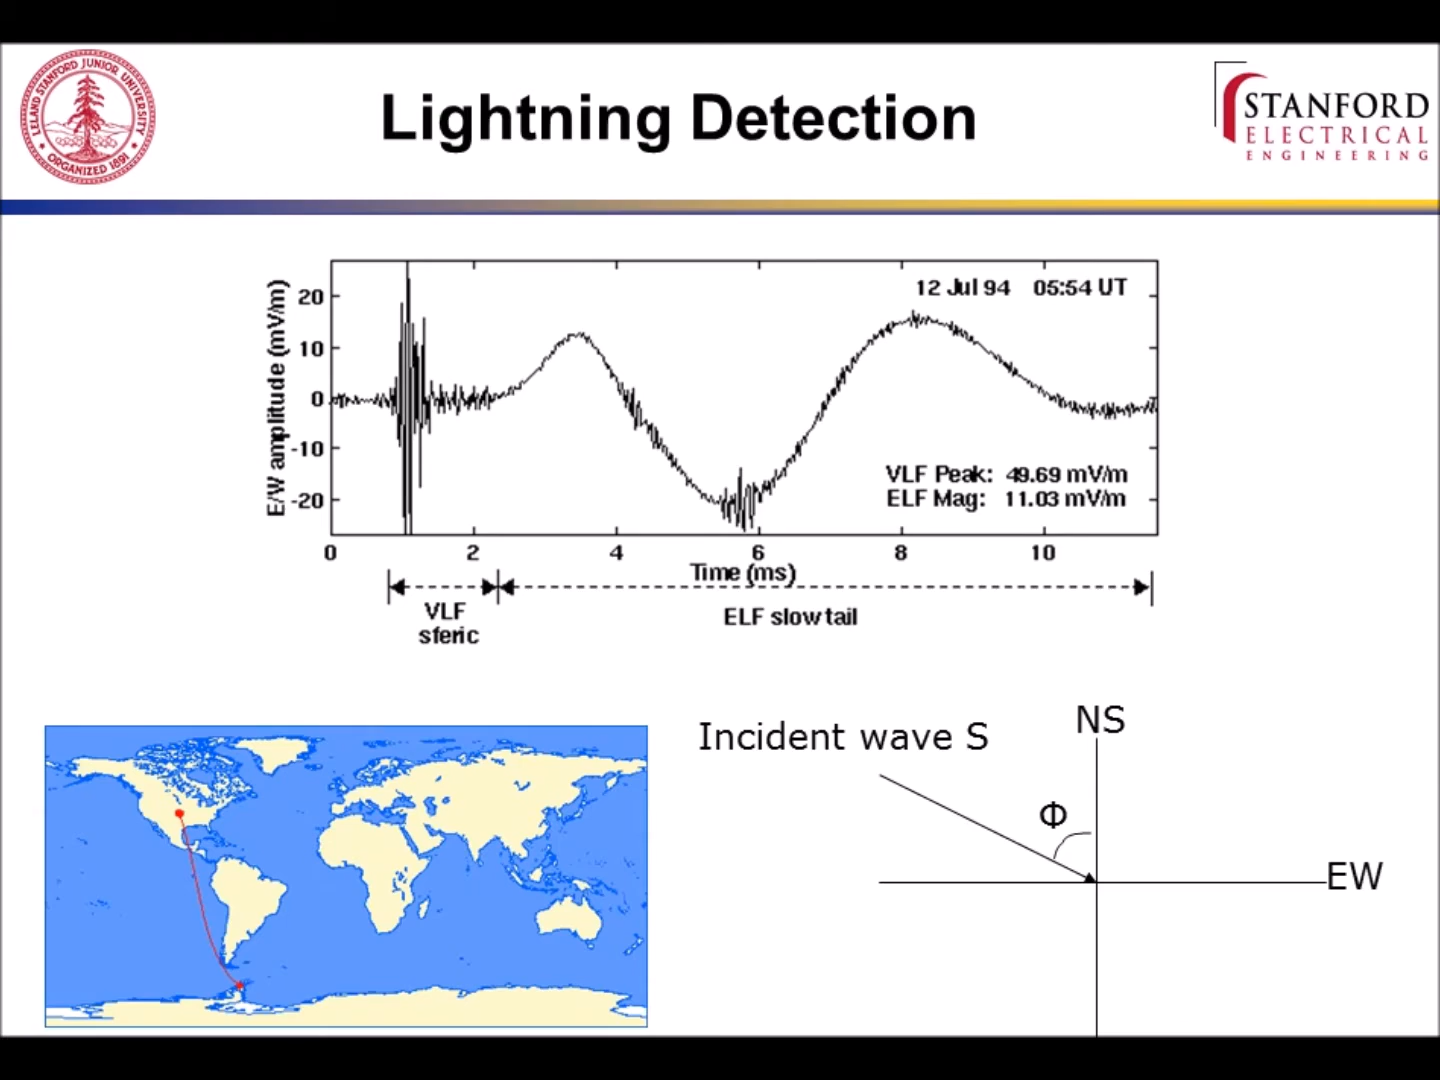 LELAND STANFORD JUNIOR UNIVERSITY
ORGANIZED 1891
Lightning Detection
STANFORD
ELECTRICAL
ENGINEERING
12 Jul 94 05:54 UT
E/W amplitude (mV/m)
20
10
0
-10
-20
VLF Peak: 49.69 mV/m
ELF Mag: 11.03 mV/m
0 2 4 6 8 10
Time (ms)
VLF
sferic
ELF slow tail
Incident wave S
NS
Φ
EW